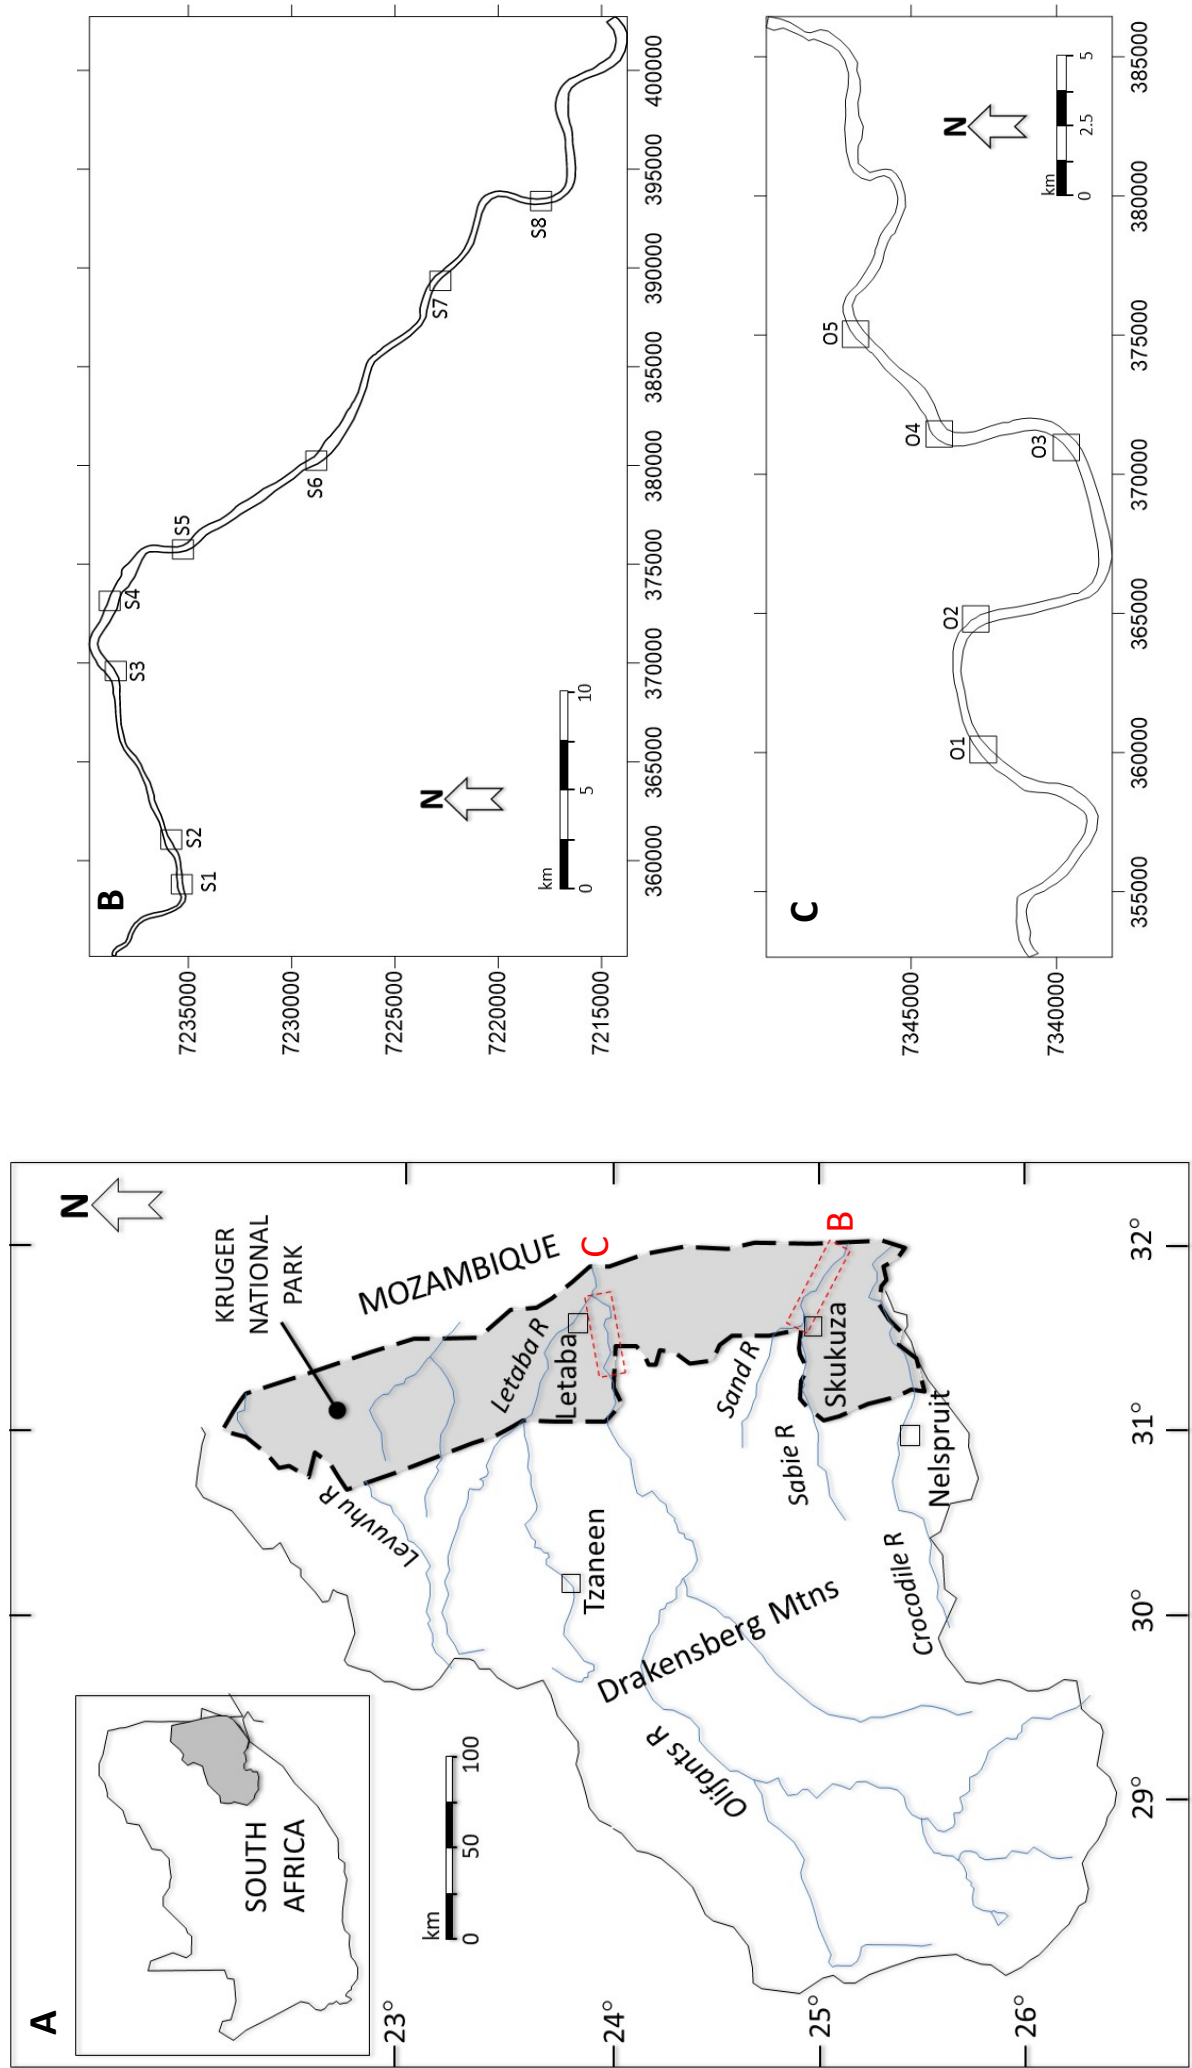 A
SOUTH
AFRICA
km
0
50
100
N
KRUGER
NATIONAL
PARK
MOZAMBIQUE
Levuvhu R
Letaba R
Letaba
C
Tzaneen
Drakensberg Mtns
Olifants R
Sand R
Sabie R
Skukuza
B
Crocodile R
Nelspruit
23°
24°
25°
26°
29°
30°
31°
32°
B
S1
S2
S3
S4
S5
S6
S7
S8
N
km
0
5
10
7235000
7230000
7225000
7220000
7215000
360000
365000
370000
375000
380000
385000
390000
395000
400000
C
O1
O2
O3
O4
O5
N
km
0
2.5
5
7345000
7340000
355000
360000
365000
370000
375000
380000
385000